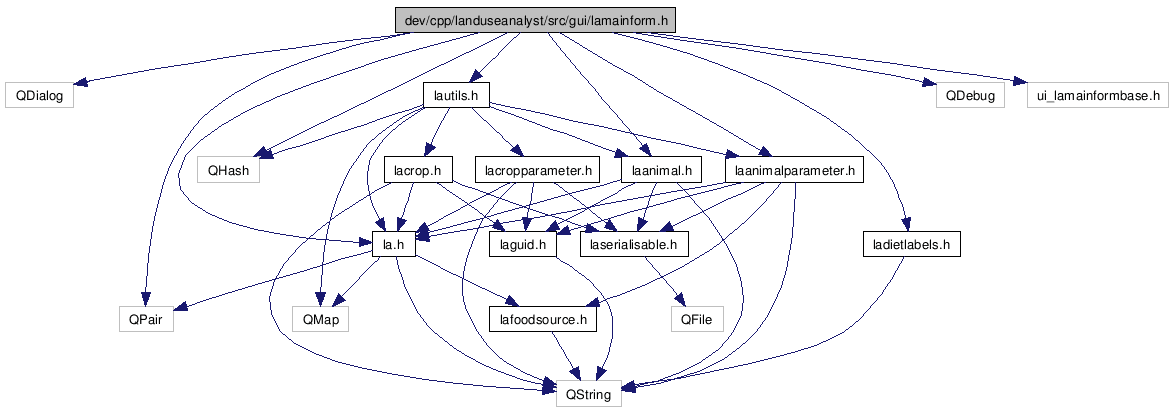 dev/cpp/landuseanalyst/src/gui/lamainform.h
QDialog
lautils.h
QDebug
ui_lamainformbase.h
QHash
lacrop.h
lacropparameter.h
laanimal.h
laanimalparameter.h
la.h
laguid.h
laserialisable.h
ladietlabels.h
QPair
QMap
lafoodsource.h
QFile
QString